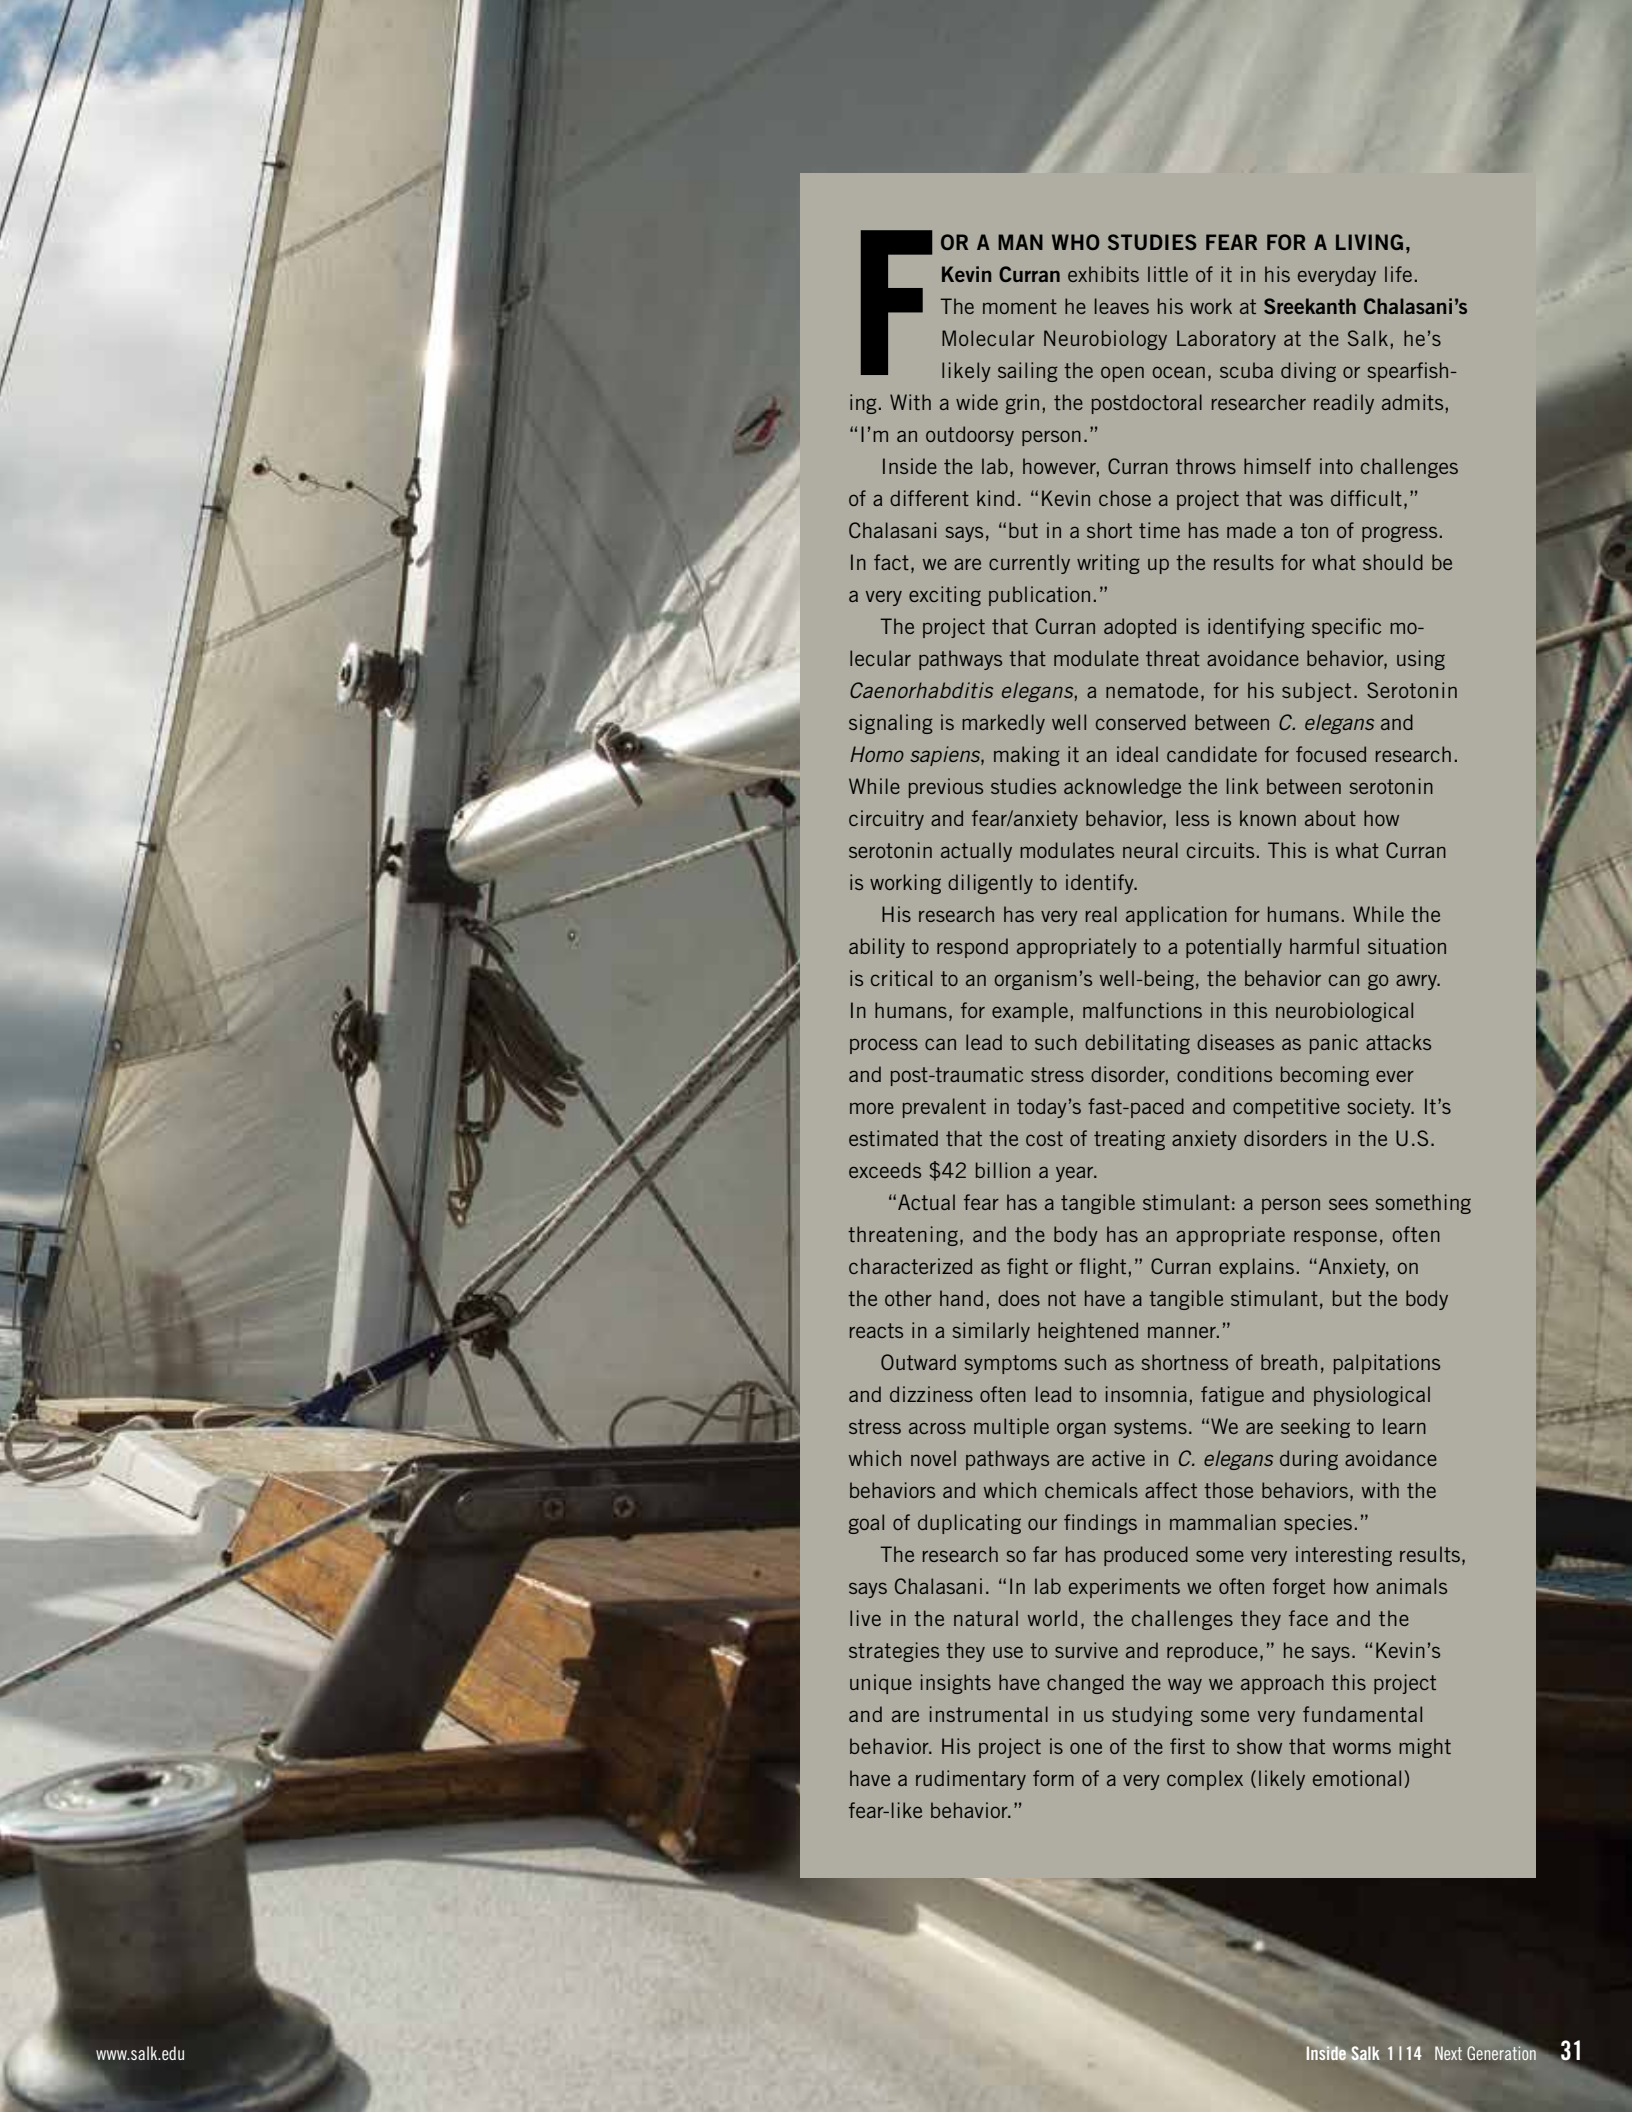 FOR A MAN WHO STUDIES FEAR FOR A LIVING,
Kevin Curran exhibits little of it in his everyday life.
The moment he leaves his work at Sreekanth Chalasani’s
Molecular Neurobiology Laboratory at the Salk, he’s
likely sailing the open ocean, scuba diving or spearfish-
ing. With a wide grin, the postdoctoral researcher readily admits,
“I’m an outdoorsy person.”
Inside the lab, however, Curran throws himself into challenges
of a different kind. “Kevin chose a project that was difficult,”
Chalasani says, “but in a short time has made a ton of progress.
In fact, we are currently writing up the results for what should be
a very exciting publication.”
The project that Curran adopted is identifying specific mo-
lecular pathways that modulate threat avoidance behavior, using
Caenorhabditis elegans, a nematode, for his subject. Serotonin
signaling is markedly well conserved between C. elegans and
Homo sapiens, making it an ideal candidate for focused research.
While previous studies acknowledge the link between serotonin
circuitry and fear/anxiety behavior, less is known about how
serotonin actually modulates neural circuits. This is what Curran
is working diligently to identify.
His research has very real application for humans. While the
ability to respond appropriately to a potentially harmful situation
is critical to an organism’s well-being, the behavior can go awry.
In humans, for example, malfunctions in this neurobiological
process can lead to such debilitating diseases as panic attacks
and post-traumatic stress disorder, conditions becoming ever
more prevalent in today’s fast-paced and competitive society. It’s
estimated that the cost of treating anxiety disorders in the U.S.
exceeds $42 billion a year.
“Actual fear has a tangible stimulant: a person sees something
threatening, and the body has an appropriate response, often
characterized as fight or flight,” Curran explains. “Anxiety, on
the other hand, does not have a tangible stimulant, but the body
reacts in a similarly heightened manner.”
Outward symptoms such as shortness of breath, palpitations
and dizziness often lead to insomnia, fatigue and physiological
stress across multiple organ systems. “We are seeking to learn
which novel pathways are active in C. elegans during avoidance
behaviors and which chemicals affect those behaviors, with the
goal of duplicating our findings in mammalian species.”
The research so far has produced some very interesting results,
says Chalasani. “In lab experiments we often forget how animals
live in the natural world, the challenges they face and the
strategies they use to survive and reproduce,” he says. “Kevin’s
unique insights have changed the way we approach this project
and are instrumental in us studying some very fundamental
behavior. His project is one of the first to show that worms might
have a rudimentary form of a very complex (likely emotional)
fear-like behavior.”
www.salk.edu
Inside Salk 1|14 Next Generation 31